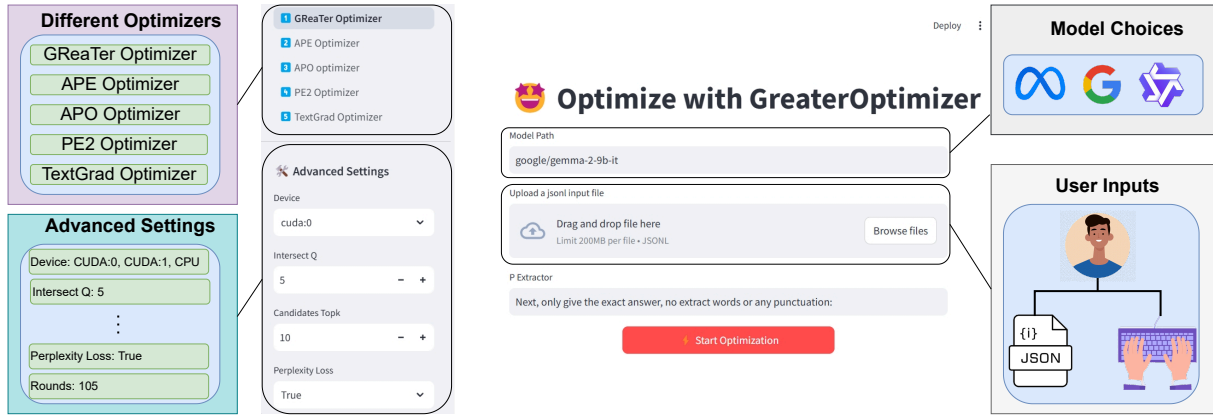 Different Optimizers
GReaTer Optimizer
APE Optimizer
APO Optimizer
PE2 Optimizer
TextGrad Optimizer
Advanced Settings
Device: CUDA:0, CUDA:1, CPU
Intersect Q: 5
⋮
Perplexity Loss: True
Rounds: 105
1 GReaTer Optimizer
2 APE Optimizer
3 APO optimizer
4 PE2 Optimizer
5 TextGrad Optimizer
Advanced Settings
Device
cuda:0
Intersect Q
5 − +
Candidates Topk
10 − +
Perplexity Loss
True
Deploy ⋮
Optimize with GreaterOptimizer
Model Path
google/gemma-2-9b-it
Upload a jsonl input file
Drag and drop file here
Limit 200MB per file • JSONL
Browse files
P Extractor
Next, only give the exact answer, no extract words or any punctuation:
Start Optimization
Model Choices
G
User Inputs
{i}
JSON